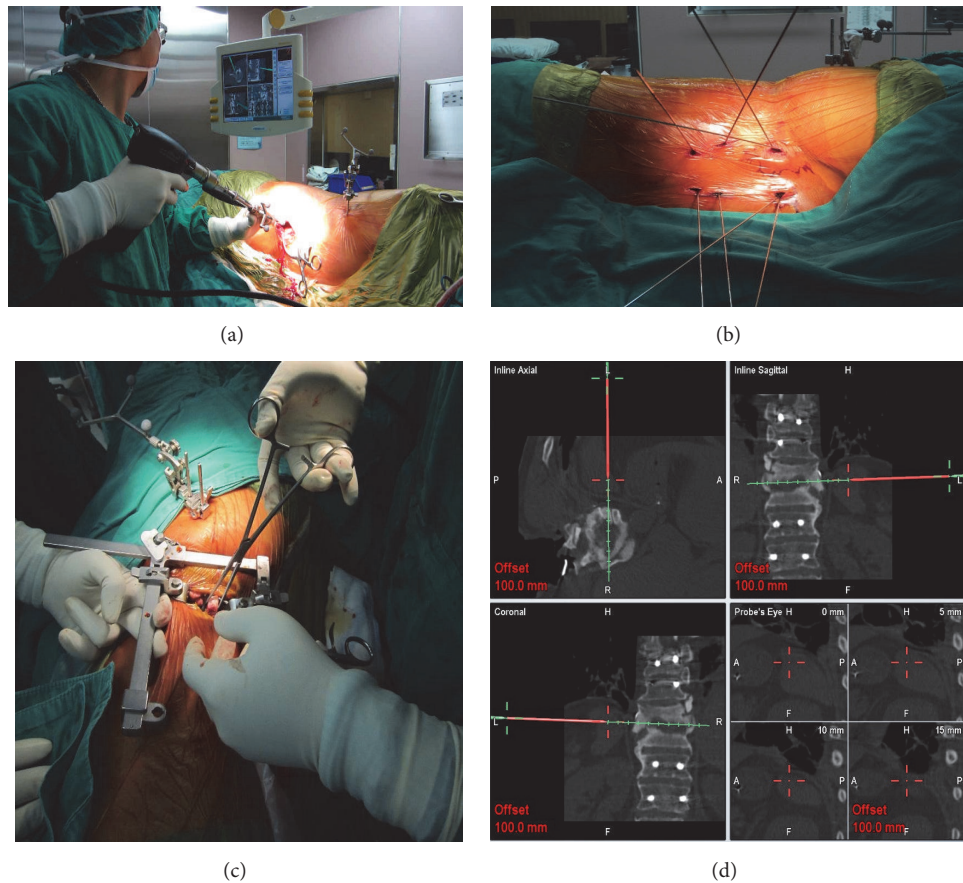 (a)
(b)
Inline Axial
L
P
A
R
Offset
100.0 mm
Inline Sagittal
H
R
L
F
Offset
100.0 mm
Coronal
H
L
R
F
Offset
100.0 mm
Probe's Eye
H
0 mm
H
5 mm
A
P
A
P
F
F
H
10 mm
H
15 mm
A
P
A
P
F
F
Offset
100.0 mm
(c)
(d)